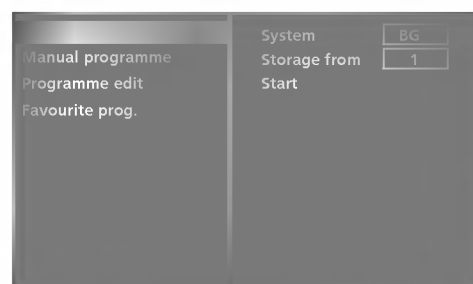 Manual programme
Programme edit
Favourite prog.
System BG
Storage from 1
Start